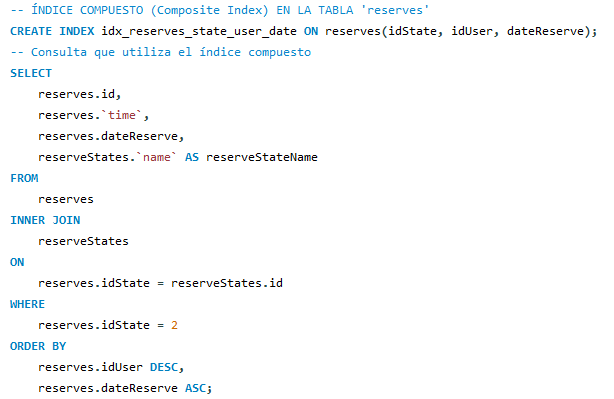 -- ÍNDICE COMPUESTO (Composite Index) EN LA TABLA 'reserves'
CREATE INDEX idx_reserves_state_user_date ON reserves(idState, idUser, dateReserve);
-- Consulta que utiliza el índice compuesto
SELECT
    reserves.id,
    reserves.`time`,
    reserves.dateReserve,
    reserveStates.`name` AS reserveStateName
FROM
    reserves
INNER JOIN
    reserveStates
ON
    reserves.idState = reserveStates.id
WHERE
    reserves.idState = 2
ORDER BY
    reserves.idUser DESC,
    reserves.dateReserve ASC;